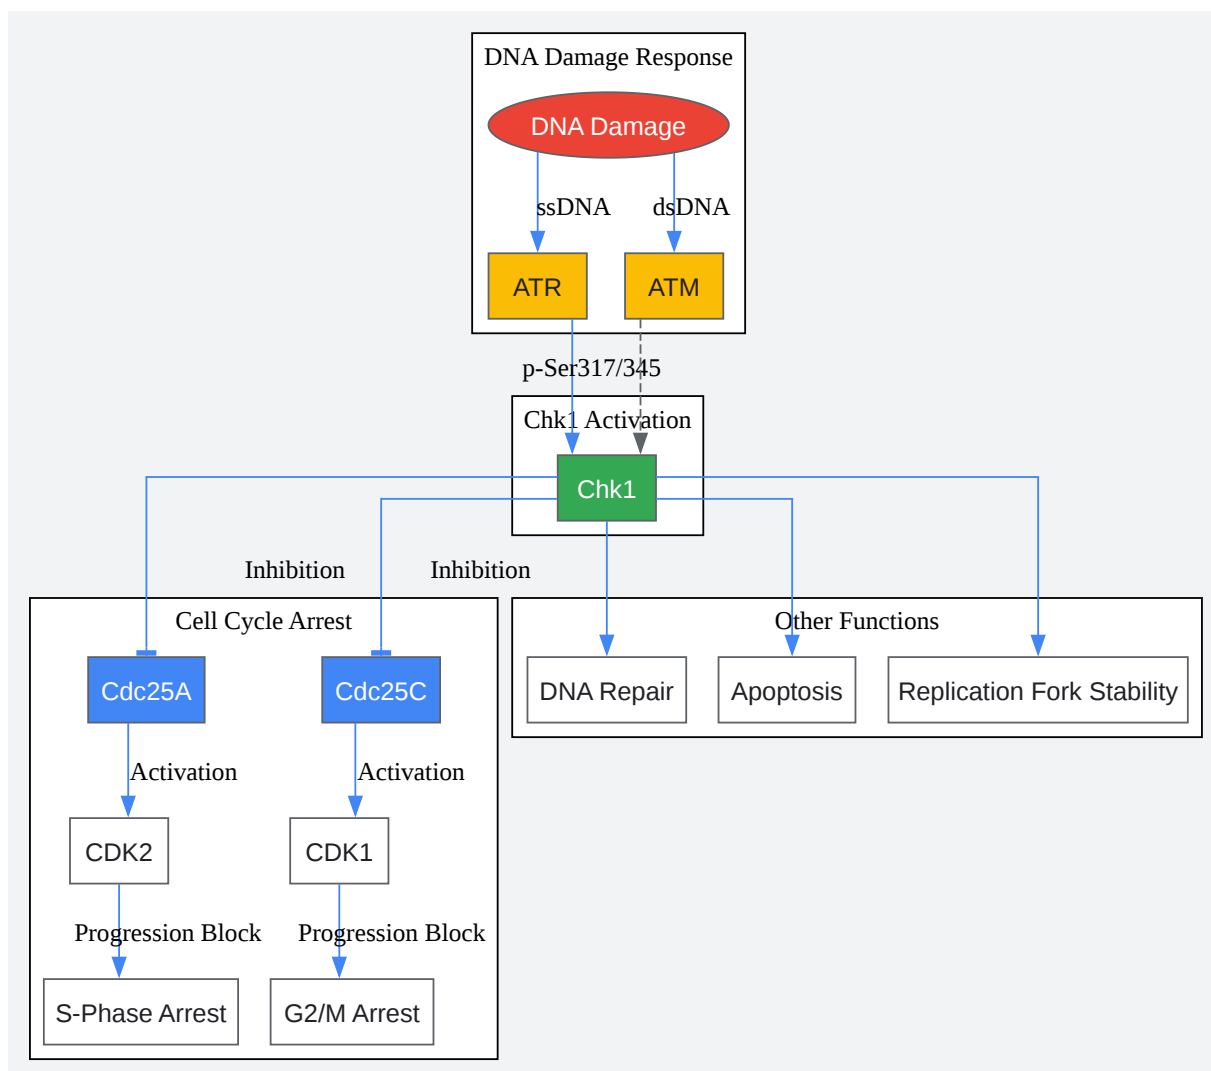 DNA Damage Response
DNA Damage
ssDNA
dsDNA
ATR
ATM
p-Ser317/345
Chk1 Activation
Chk1
Inhibition
Inhibition
Cell Cycle Arrest
Other Functions
Cdc25A
Cdc25C
DNA Repair
Apoptosis
Replication Fork Stability
Activation
Activation
CDK2
CDK1
Progression Block
Progression Block
S-Phase Arrest
G2/M Arrest